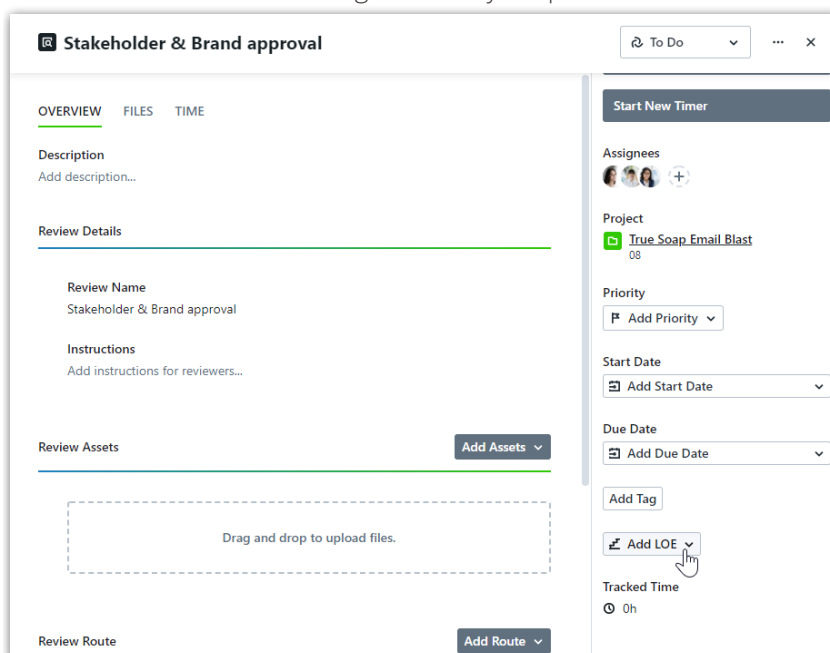 Stakeholder & Brand approval
To Do
OVERVIEW FILES TIME
Description
Add description...
Review Details
Review Name
Stakeholder & Brand approval
Instructions
Add instructions for reviewers...
Review Assets
Add Assets
Drag and drop to upload files.
Review Route
Add Route
Start New Timer
Assignees
Project
True Soap Email Blast
08
Priority
Add Priority
Start Date
Add Start Date
Due Date
Add Due Date
Add Tag
Add LOE
Tracked Time
0h